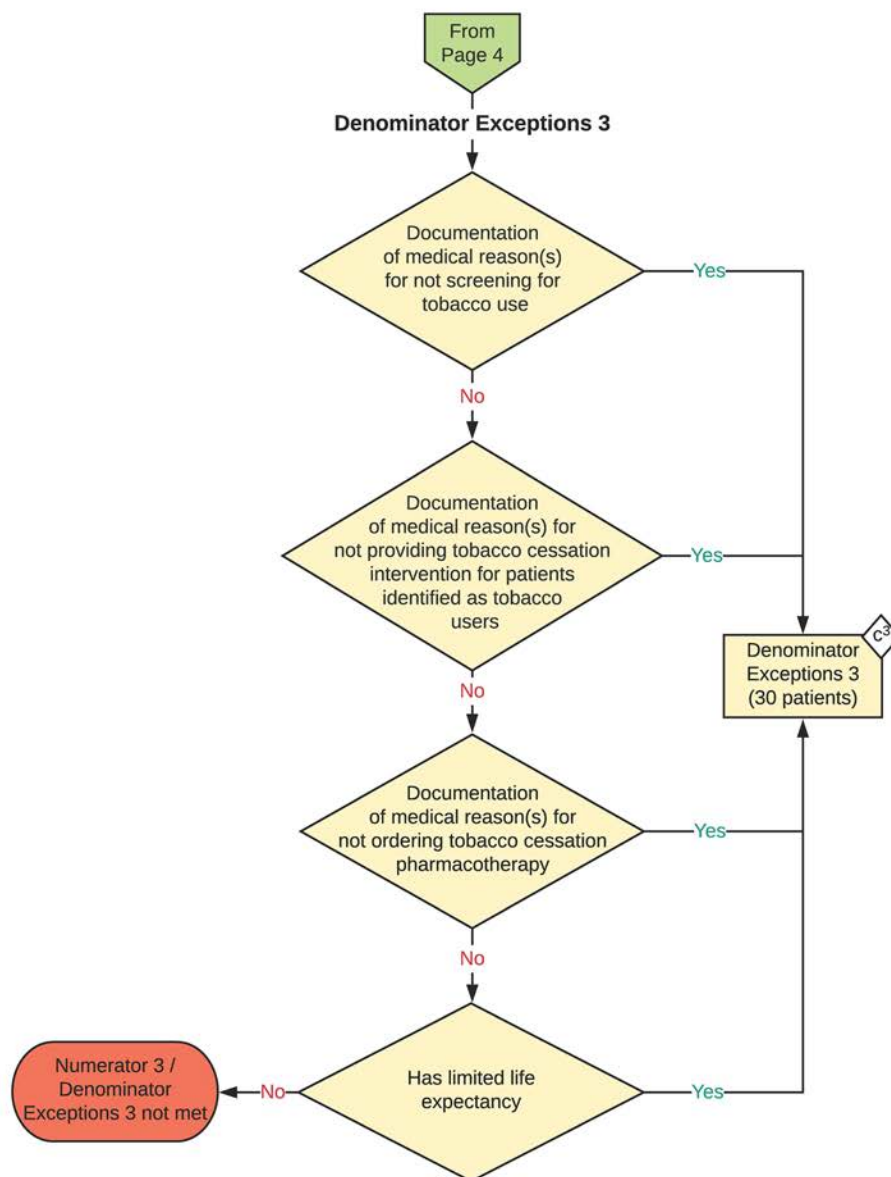 From
Page 4
Denominator Exceptions 3
Documentation
of medical reason(s)
for not screening for
tobacco use
Yes
No
Documentation
of medical reason(s) for
not providing tobacco cessation
intervention for patients
identified as tobacco
users
Yes
c³
Denominator
Exceptions 3
(30 patients)
No
Documentation
of medical reason(s) for
not ordering tobacco cessation
pharmacotherapy
Yes
No
Has limited life
expectancy
Yes
No
Numerator 3 /
Denominator
Exceptions 3 not met